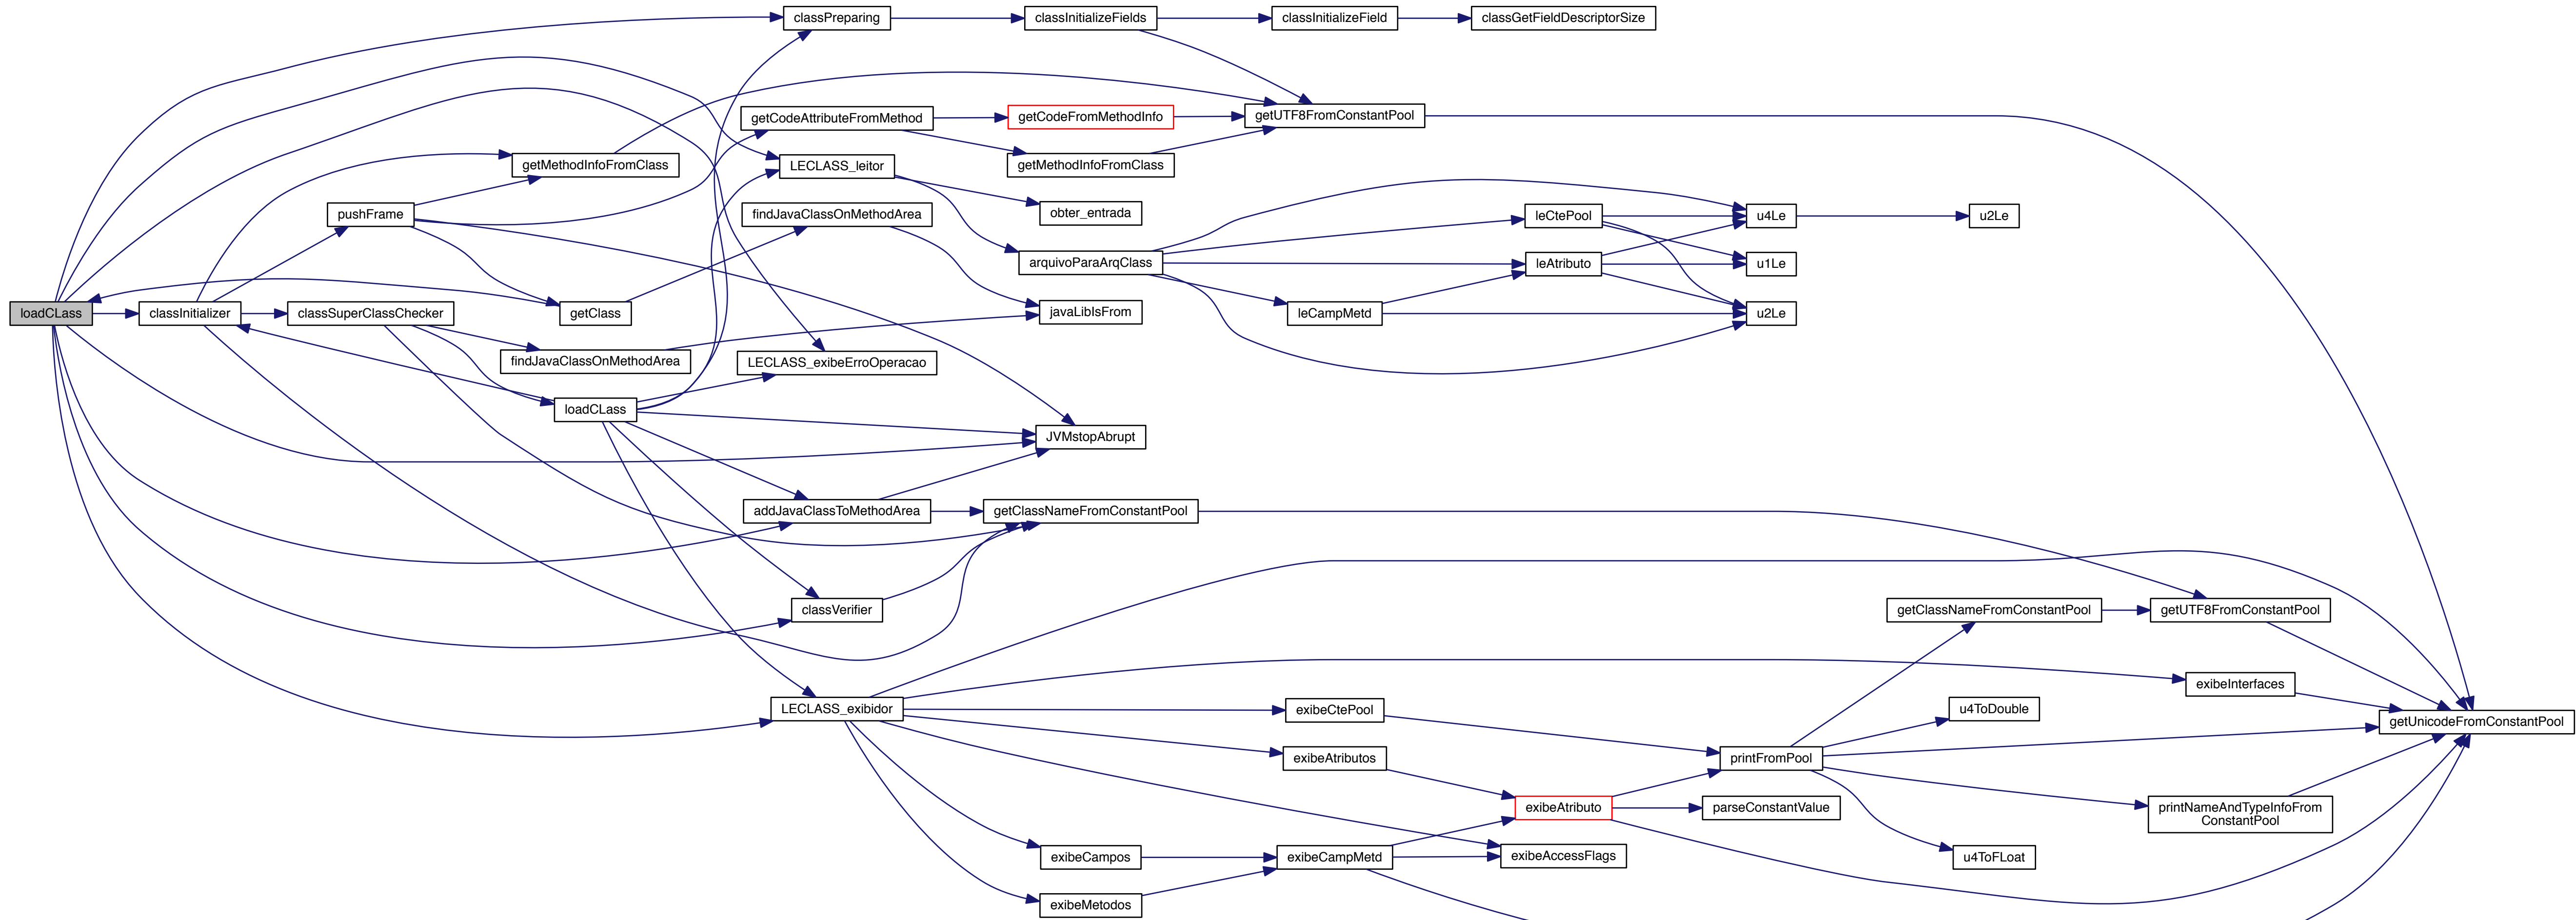 classPreparing
classInitializeFields
classInitializeField
classGetFieldDescriptorSize
getCodeAttributeFromMethod
getCodeFromMethodInfo
getUTF8FromConstantPool
getMethodInfoFromClass
LECLASS_leitor
getMethodInfoFromClass
pushFrame
findJavaClassOnMethodArea
obter_entrada
leCtePool
u4Le
u2Le
arquivoParaArqClass
leAtributo
u1Le
loadCLass
classInitializer
classSuperClassChecker
getClass
javaLibIsFrom
leCampMetd
u2Le
findJavaClassOnMethodArea
LECLASS_exibeErroOperacao
loadCLass
JVMstopAbrupt
addJavaClassToMethodArea
getClassNameFromConstantPool
classVerifier
getClassNameFromConstantPool
getUTF8FromConstantPool
exibeInterfaces
LECLASS_exibidor
exibeCtePool
u4ToDouble
getUnicodeFromConstantPool
exibeAtributos
printFromPool
exibeAtributo
parseConstantValue
printNameAndTypeInfoFrom
ConstantPool
exibeCampos
exibeCampMetd
exibeAccessFlags
u4ToFLoat
exibeMetodos